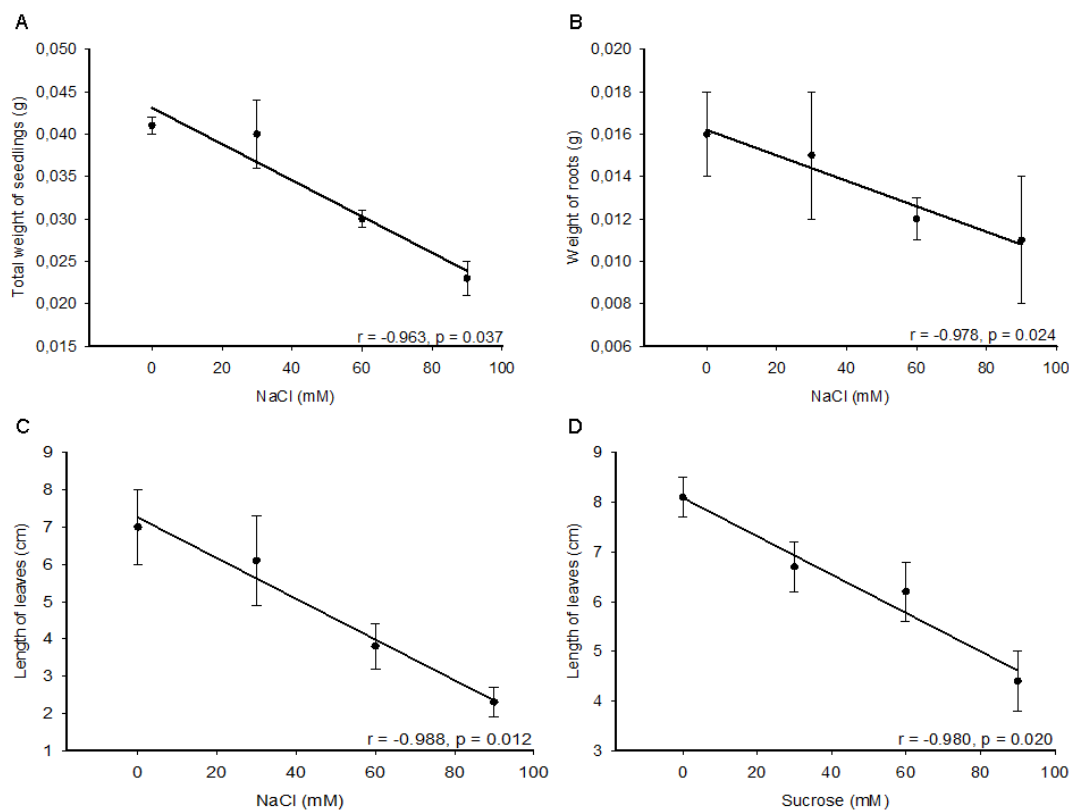 A
B
0,050
0,045
0,040
0,035
0,030
0,025
0,020
0,015
Total weight of seedlings (g)
r = -0.963, p = 0.037
0 20 40 60 80 100
NaCl (mM)
0,020
0,018
0,016
0,014
0,012
0,010
0,008
0,006
Weight of roots (g)
r = -0.978, p = 0.024
0 20 40 60 80 100
NaCl (mM)
C
D
9
8
7
6
5
4
3
2
1
Length of leaves (cm)
r = -0.988, p = 0.012
0 20 40 60 80 100
NaCl (mM)
9
8
7
6
5
4
3
Length of leaves (cm)
r = -0.980, p = 0.020
0 20 40 60 80 100
Sucrose (mM)